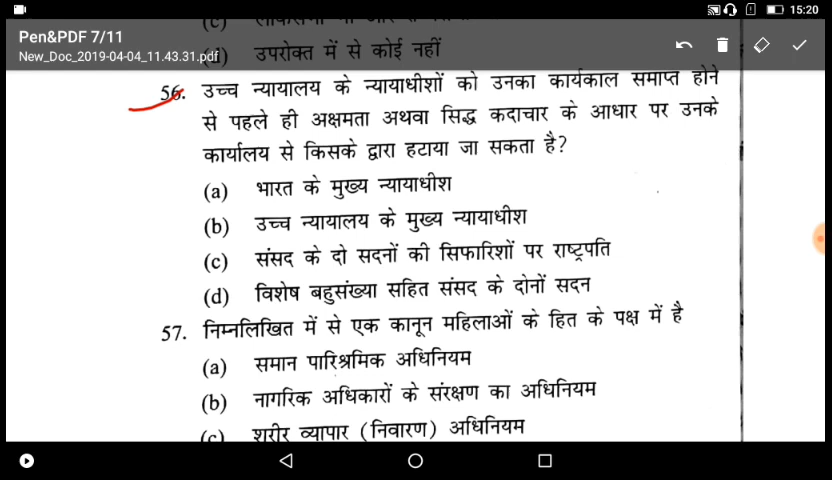 15:20
Pen&PDF 7/11
New_Doc_2019-04-04_11.43.31.pdf
(c)
(d) उपरोक्त में से कोई नहीं
56. उच्च न्यायालय के न्यायाधीशों को उनका कार्यकाल समाप्त होने
से पहले ही अक्षमता अथवा सिद्ध कदाचार के आधार पर उनके
कार्यालय से किसके द्वारा हटाया जा सकता है?
(a) भारत के मुख्य न्यायाधीश
(b) उच्च न्यायालय के मुख्य न्यायाधीश
(c) संसद के दो सदनों की सिफारिशों पर राष्ट्रपति
(d) विशेष बहुसंख्या सहित संसद के दोनों सदन
57. निम्नलिखित में से एक कानून महिलाओं के हित के पक्ष में है
(a) समान पारिश्रमिक अधिनियम
(b) नागरिक अधिकारों के संरक्षण का अधिनियम
(c) शरीर व्यापार (निवारण) अधिनियम